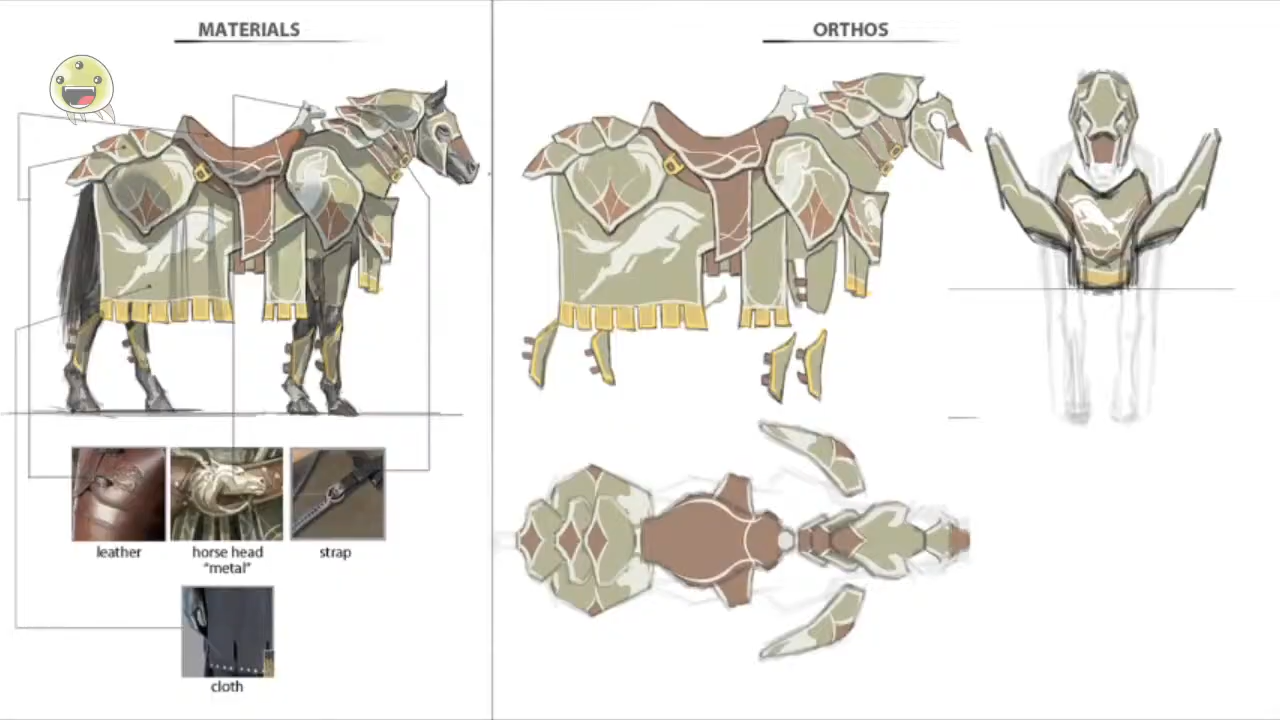 MATERIALS
ORTHOS
leather
horse head
"metal"
strap
cloth